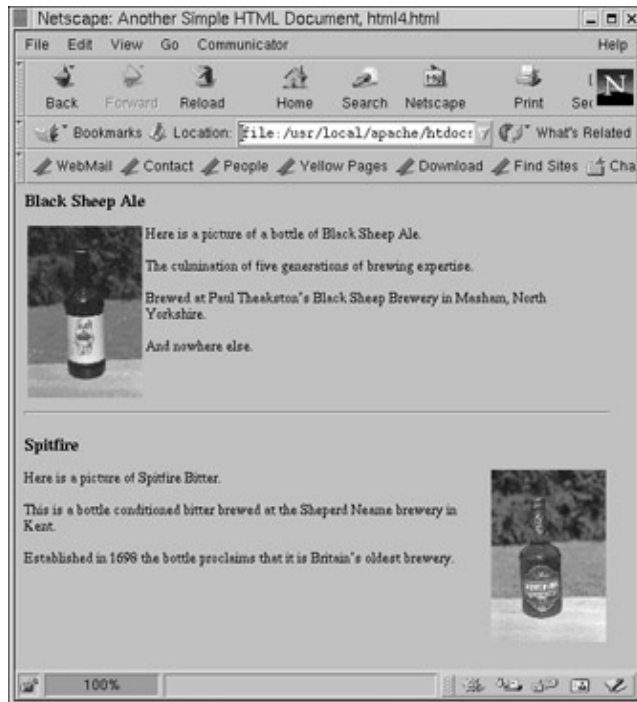 Netscape: Another Simple HTML Document, html4.html
File Edit View Go Communicator Help
Back Forward Reload Home Search Netscape Print Sec
N
Bookmarks Location: file:/usr/local/apache/htdocs What's Related
WebMail Contact People Yellow Pages Download Find Sites Cha
Black Sheep Ale
Here is a picture of a bottle of Black Sheep Ale.
The culmination of five generations of brewing expertise.
Brewed at Paul Theakston's Black Sheep Brewery in Masham, North
Yorkshire.
And nowhere else.
Spitfire
Here is a picture of Spitfire Bitter.
This is a bottle conditioned bitter brewed at the Sheperd Neame brewery in
Kent.
Established in 1698 the bottle proclaims that it is Britain's oldest brewery.
100%